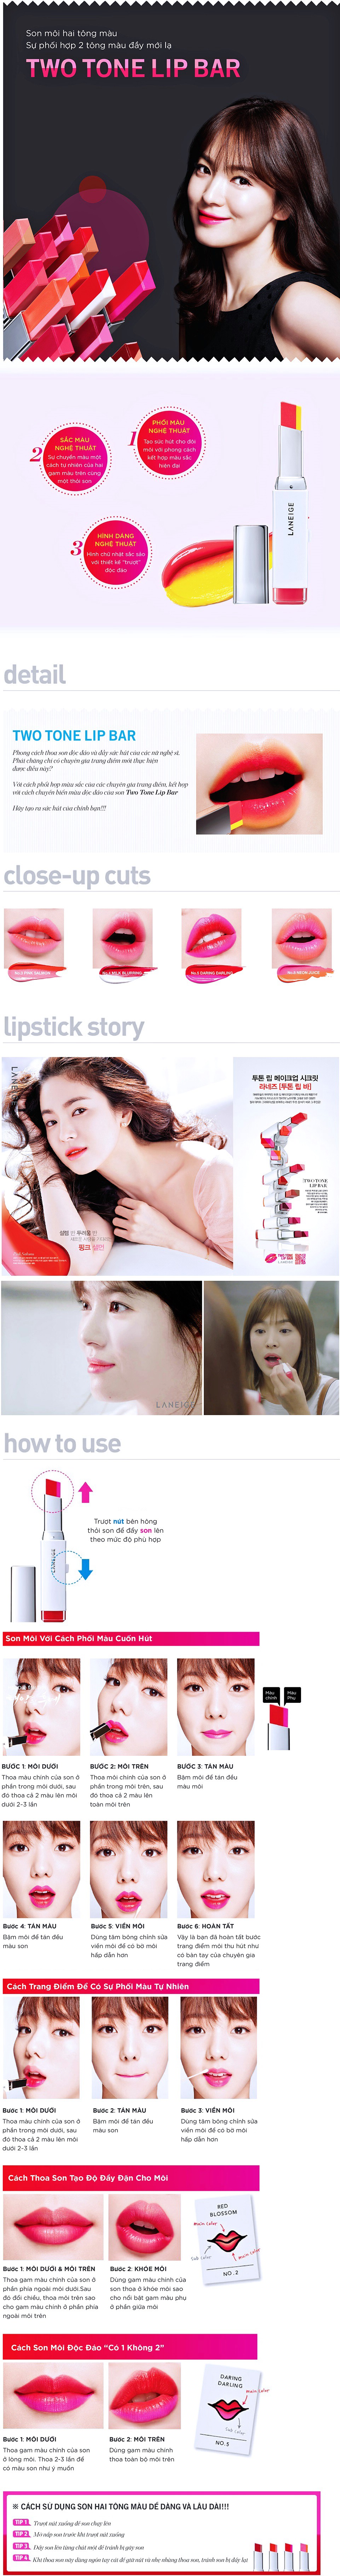 Son môi hai tông màu
Sự phối hợp 2 tông màu đầy mới lạ
TWO TONE LIP BAR
1
PHỐI MÀU
NGHỆ THUẬT
Tạo sức hút cho đôi
môi với phong cách
kết hợp màu sắc
hiện đại
2
SẮC MÀU
NGHỆ THUẬT
Sự chuyển màu một
cách tự nhiên của hai
gam màu trên cùng
một thỏi son
3
HÌNH DÁNG
NGHỆ THUẬT
Hình chữ nhật sắc sảo
với thiết kế "trượt"
độc đáo
LANEIGE
detail
TWO TONE LIP BAR
Phong cách thoa son độc đáo và đầy sức hút của các nữ nghệ sĩ.
Phải chăng chỉ có chuyên gia trang điểm mới thực hiện
được điều này?
Với cách phối hợp màu sắc của các chuyên gia trang điểm, kết hợp
với cách chuyển biến màu độc đáo của son Two Tone Lip Bar
Hãy tạo ra sức hút của chính bạn!!!
close-up cuts
No.5 DARING DARLING
lipstick story
LANEIGE
투톤 립 메이크업 시크릿
라네즈 [투톤 립 바]
TWO TONE
LIP BAR
LANEIGE
how to use
Trượt nút bên hông
thỏi son để đẩy son lên
theo mức độ phù hợp
Son Môi Với Cách Phối Màu Cuốn Hút
Màu
chính
Màu
Phụ
BƯỚC 1: MÔI DƯỚI
Thoa màu chính của son ở
phần trong môi dưới, sau
đó thoa cả 2 màu lên môi
dưới 2-3 lần
BƯỚC 2: MÔI TRÊN
Thoa môi chính của son ở
phần trong môi trên, sau
đó thoa cả 2 màu lên
toàn môi trên
BƯỚC 3: TÁN MÀU
Bặm môi để tán đều
màu môi
Bước 4: TÁN MÀU
Bặm môi để tán đều
màu son
Bước 5: VIỀN MÔI
Dùng tăm bông chỉnh sửa
viền môi để có bờ môi
hấp dẫn hơn
Bước 6: HOÀN TẤT
Vậy là bạn đã hoàn tất bước
trang điểm môi thu hút như
có bàn tay của chuyên gia
trang điểm
Cách Trang Điểm Để Có Sự Phối Màu Tự Nhiên
Bước 1: MÔI DƯỚI
Thoa màu chính của son ở
phần trong môi dưới, sau
đó thoa cả 2 màu lên môi
dưới 2-3 lần
Bước 2: TÁN MÀU
Bặm môi để tán đều
màu son
Bước 3: VIỀN MÔI
Dùng tăm bông chỉnh sửa
viền môi để có bờ môi
hấp dẫn hơn
Cách Thoa Son Tạo Độ Đầy Đặn Cho Môi
RED
BLOSSOM
Main Color
Sub Color
Main Color
NO. 2
Bước 1: MÔI DƯỚI & MÔI TRÊN
Thoa gam màu chính của son ở
phần phía ngoài môi dưới.Sau
đó đổi chiều, thoa môi trên sao
cho gam màu chính ở phần phía
ngoài môi trên
Bước 2: KHOE MÔI
Dùng gam màu chính của
son thoa ở khóe môi sao
cho nổi bật gam màu phụ
ở phần giữa môi
Cách Son Môi Độc Đáo "Có 1 Không 2"
DARING
DARLING
Main Color
Sub Color
NO. 5
Bước 1: MÔI DƯỚI
Thoa gam màu chính của son
ở lòng môi. Thoa 2-3 lần để
có màu son như ý muốn
Bước 2: MÔI TRÊN
Dùng gam màu chính
thoa toàn bộ môi trên
※ CÁCH SỬ DỤNG SON HAI TÔNG MÀU DỄ DÀNG VÀ LÂU DÀI!!!
TIP 1 Trượt nút xuống để son chạy lên
TIP 2 Mở nắp son trước khi trượt nút xuống
TIP 3 Đẩy son lên từng chút một để tránh bị gãy son
TIP 4 Khi thoa son này dùng ngón tay cái đè giữ nút và nhẹ nhàng thoa son, tránh son bị đẩy lại